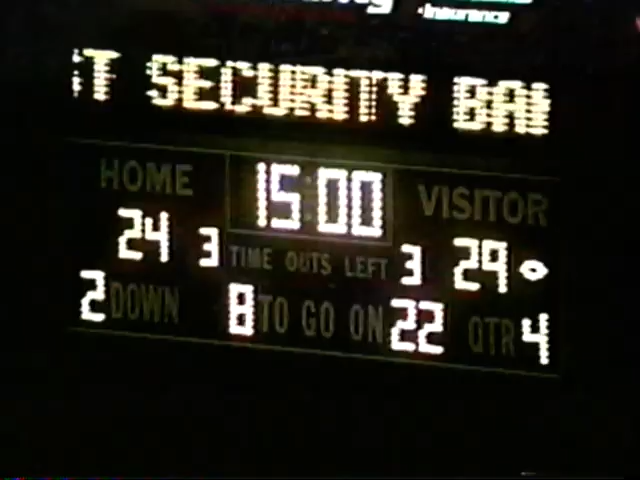 Insurance
T SECURITY BA
HOME 15:00 VISITOR
24 3 TIME OUTS LEFT 3 29
2 DOWN 8 TO GO ON 22 QTR 4